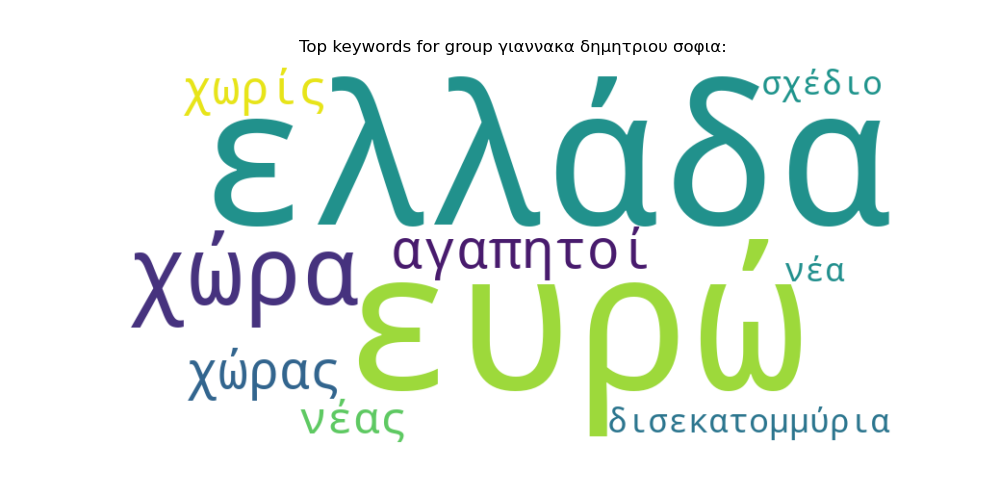 Top keywords for group γιαννακα δημητριου σοφια:
χωρίς
σχέδιο
ελλάδα
χώρα
αγαπητοί
νέα
ευρώ
χώρας
νέας
δισεκατομμύρια